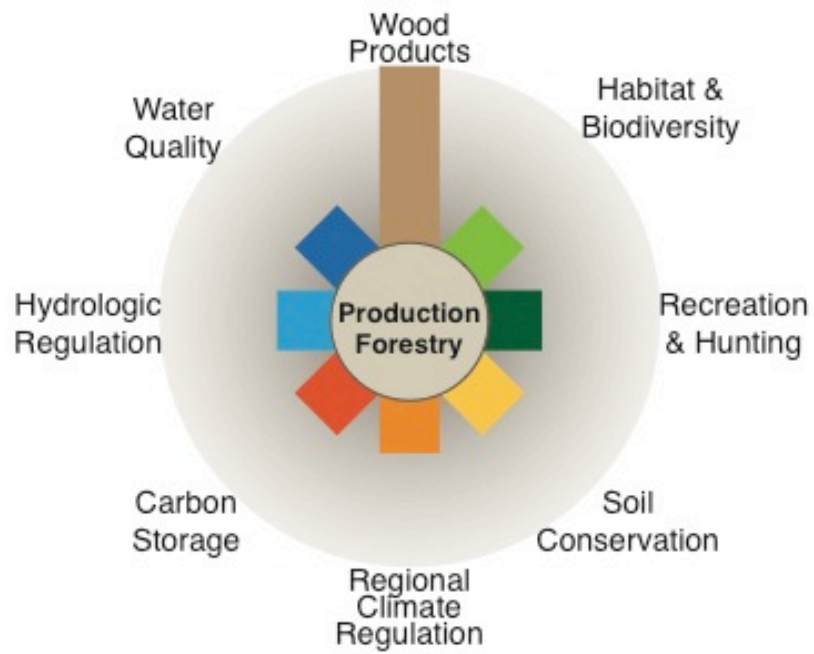 Wood
Products
Habitat &
Biodiversity
Water
Quality
Hydrologic
Regulation
Production
Forestry
Recreation
& Hunting
Carbon
Storage
Soil
Conservation
Regional
Climate
Regulation